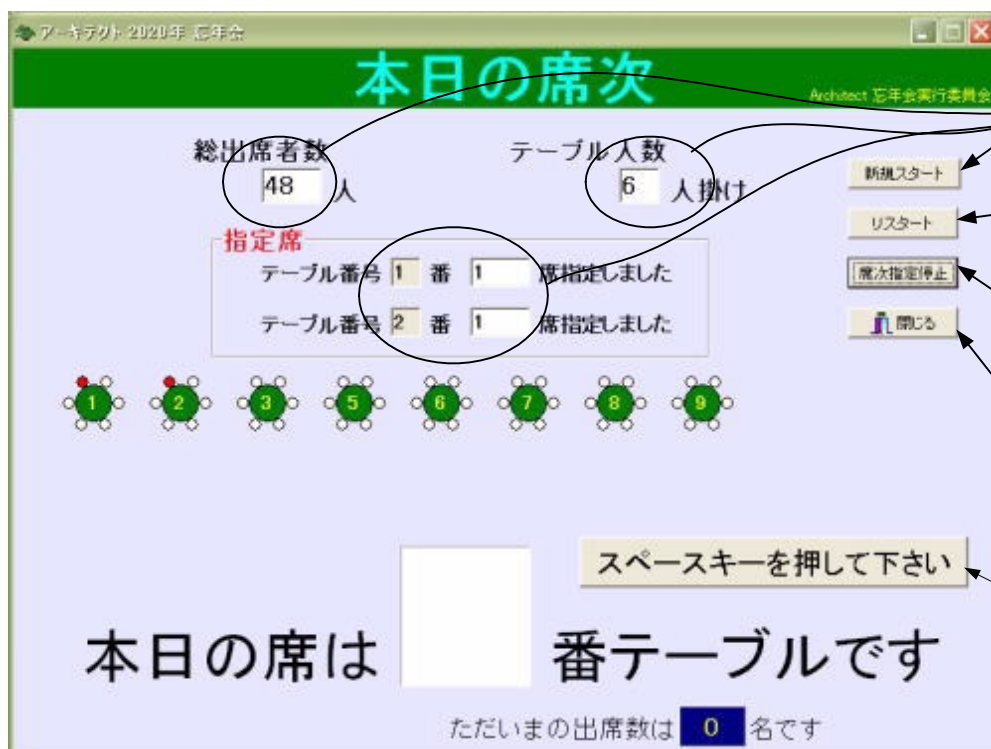 アーキテクト 2020年 忘年会
本日の席次
Architect 忘年会実行委員会
総出席者数
テーブル人数
48 人
6 人掛け
新規スタート
リスタート
指定席
テーブル番号 1 番 1 席指定しました
席次指定停止
テーブル番号 2 番 1 席指定しました
閉じる
1 2 3 5 6 7 8 9
スペースキーを押して下さい
本日の席は 番テーブルです
ただいまの出席数は 0 名です